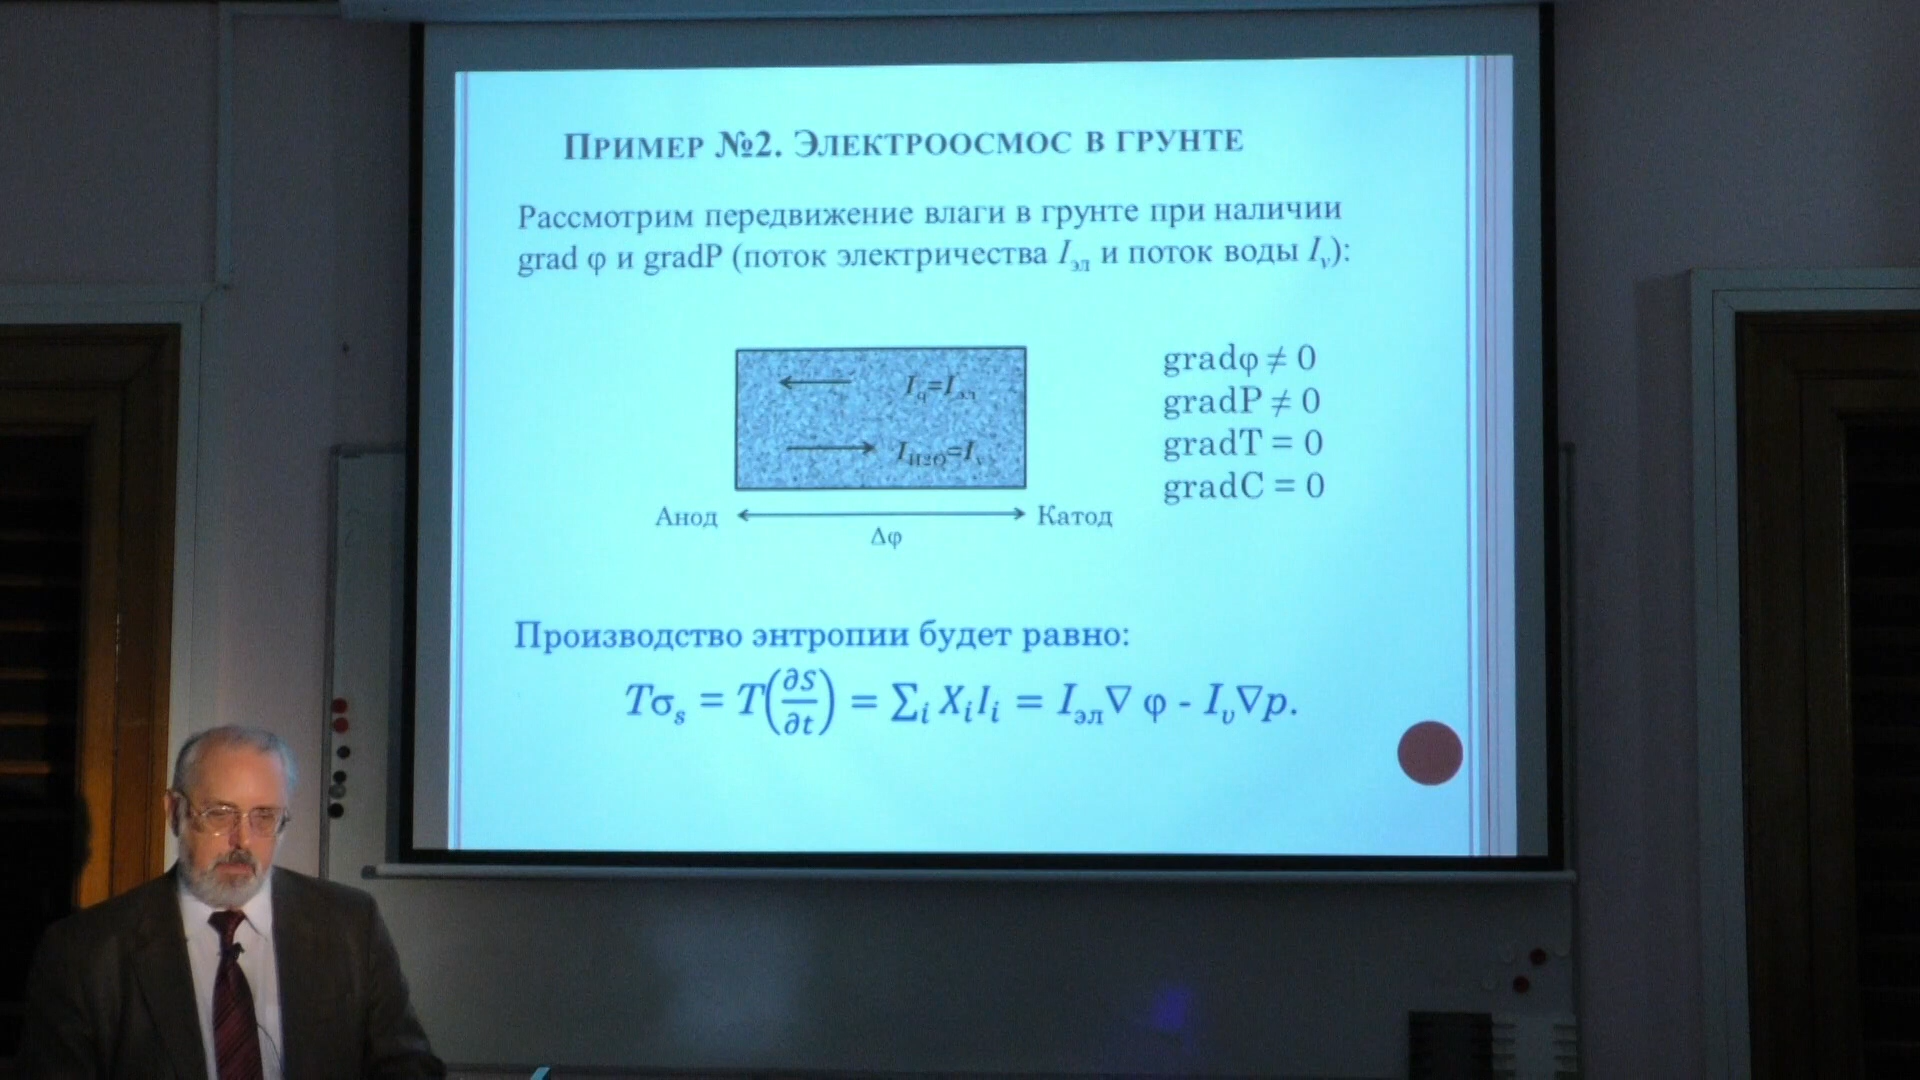 ПРИМЕР №2. ЭЛЕКТРООСМОС В ГРУНТЕ
Рассмотрим передвижение влаги в грунте при наличии
grad φ и gradP (поток электричества Iэл и поток воды Iv):
Iq=Iэл
IH2O=Iv
Анод
Δφ
Катод
gradφ ≠ 0
gradP ≠ 0
gradT = 0
gradC = 0
Производство энтропии будет равно:
Tσs = T(∂S/∂t) = ∑i XiIi = Iэл∇ φ - Iv∇p.